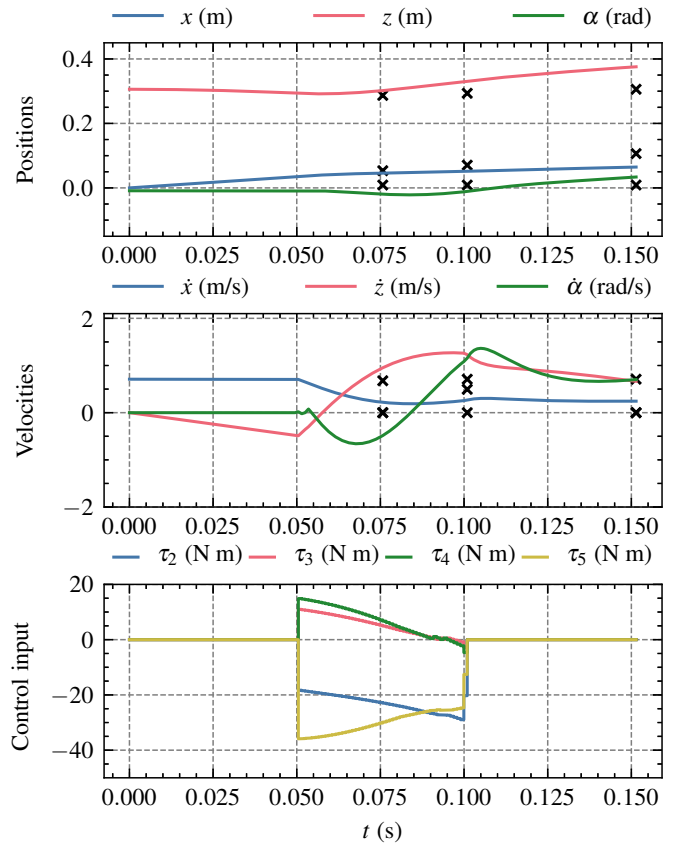 x (m) z (m) α (rad)
0.4
0.2
0.0
Positions
0.000 0.025 0.050 0.075 0.100 0.125 0.150
ẋ (m/s) ż (m/s) α̇ (rad/s)
2
0
−2
Velocities
0.000 0.025 0.050 0.075 0.100 0.125 0.150
τ₂ (N m) τ₃ (N m) τ₄ (N m) τ₅ (N m)
20
0
−20
−40
Control input
0.000 0.025 0.050 0.075 0.100 0.125 0.150
t (s)